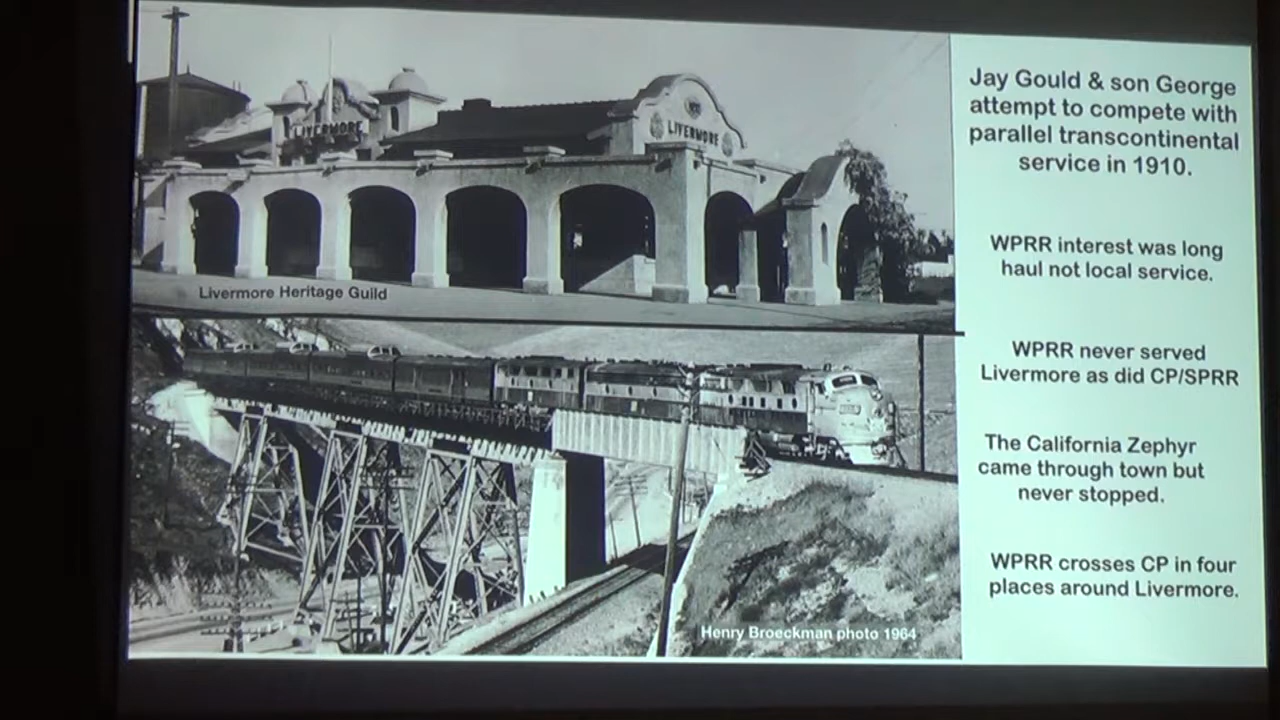 LIVERMORE
LIVERMORE
Livermore Heritage Guild
Henry Broeckman photo 1964
Jay Gould & son George
attempt to compete with
parallel transcontinental
service in 1910.
WPRR interest was long
haul not local service.
WPRR never served
Livermore as did CP/SPRR
The California Zephyr
came through town but
never stopped.
WPRR crosses CP in four
places around Livermore.